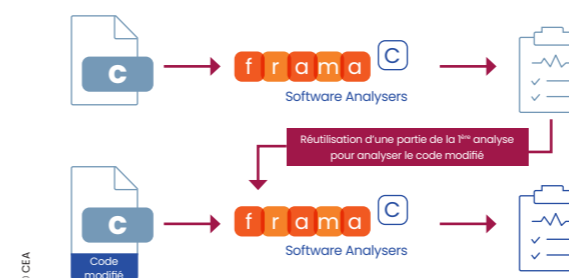 C
frama C
Software Analysers
Réutilisation d'une partie de la 1ère analyse
pour analyser le code modifié
C
frama C
Software Analysers
Code
modifié
CEA